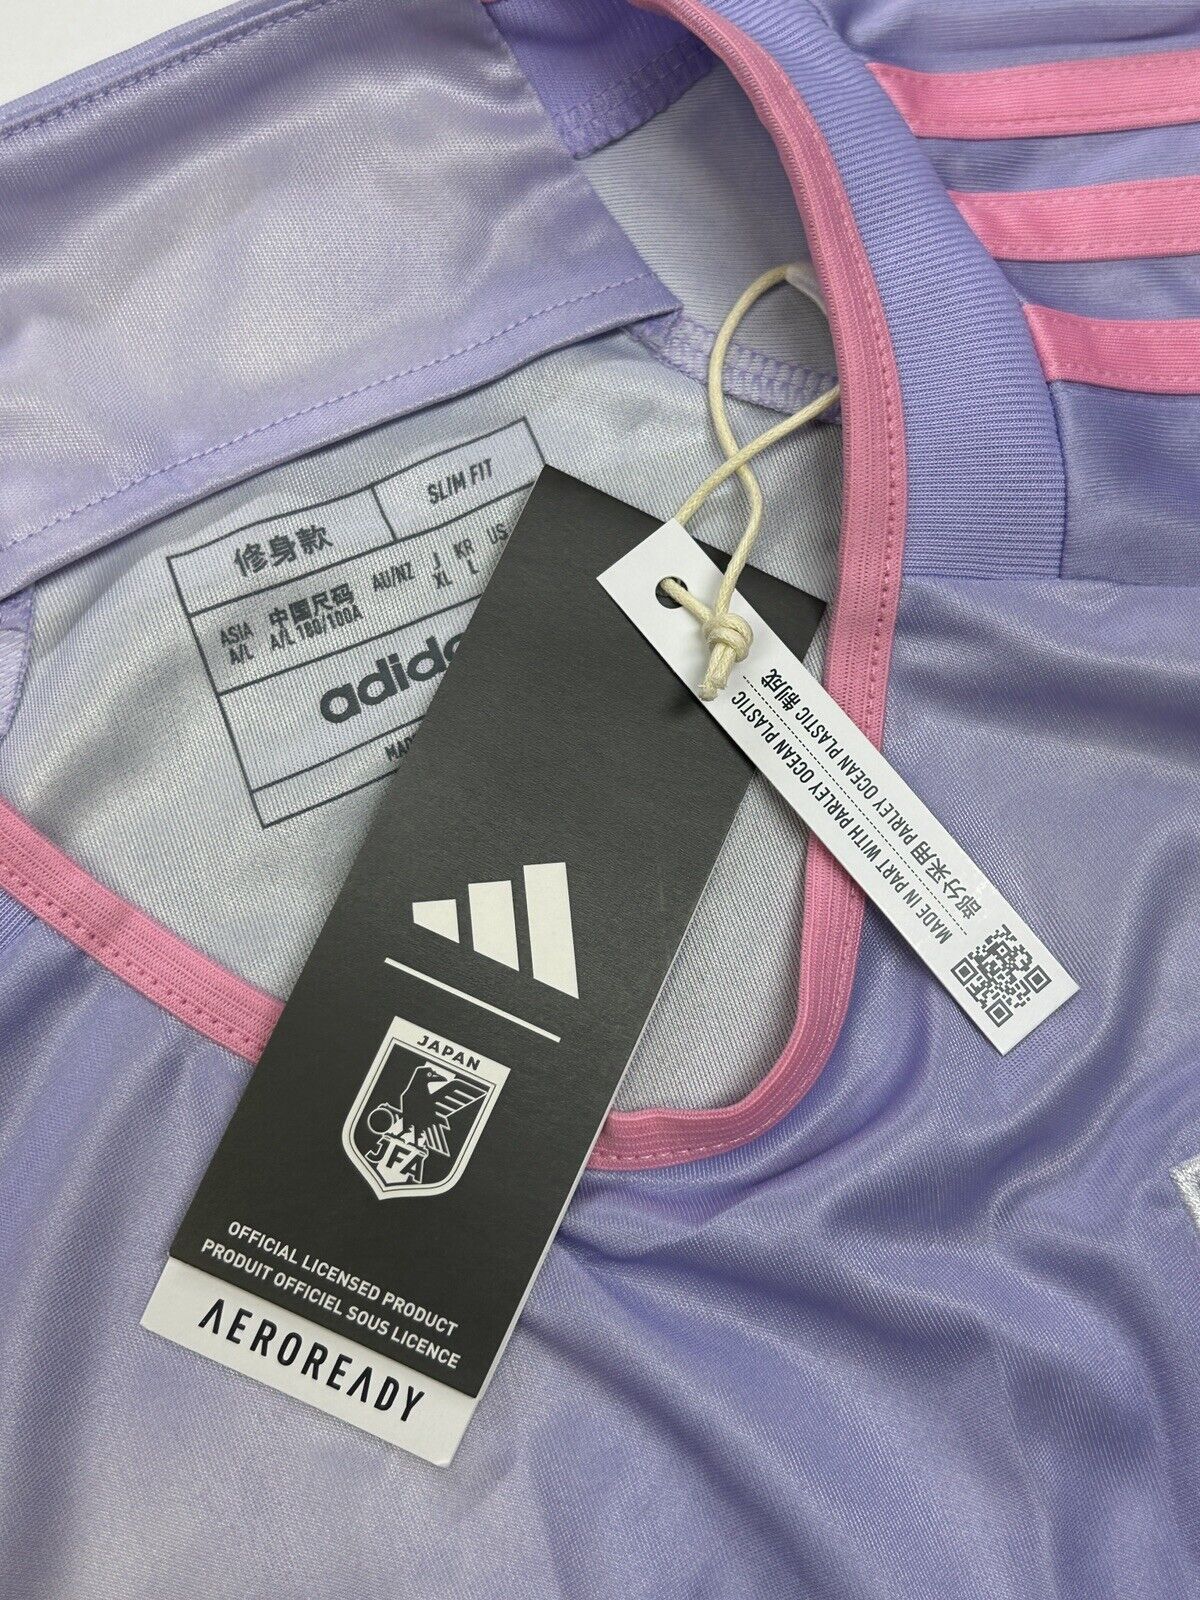 修身款 SLIM FIT
ASIA 中国尺码 AU/NZ J KR US
A/L A/L 180/100A XL L
adidas
MADE IN PART WITH PARLEY OCEAN PLASTIC
部分采用 PARLEY OCEAN PLASTIC 制成
JAPAN
JFA
OFFICIAL LICENSED PRODUCT
PRODUIT OFFICIEL SOUS LICENCE
AEROREADY